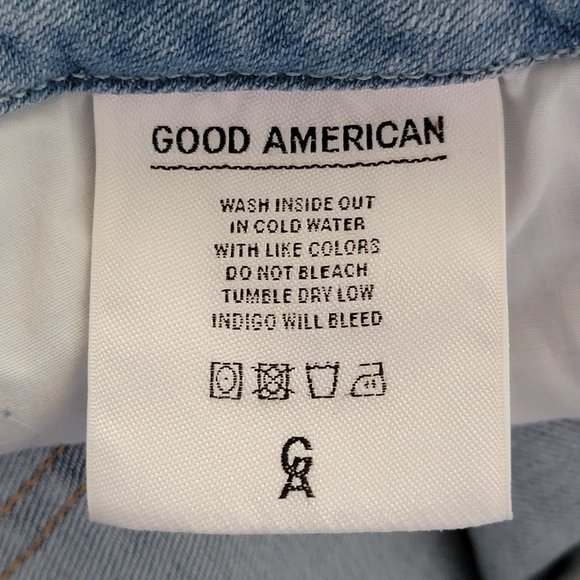 GOOD AMERICAN
WASH INSIDE OUT
IN COLD WATER
WITH LIKE COLORS
DO NOT BLEACH
TUMBLE DRY LOW
INDIGO WILL BLEED
G
A